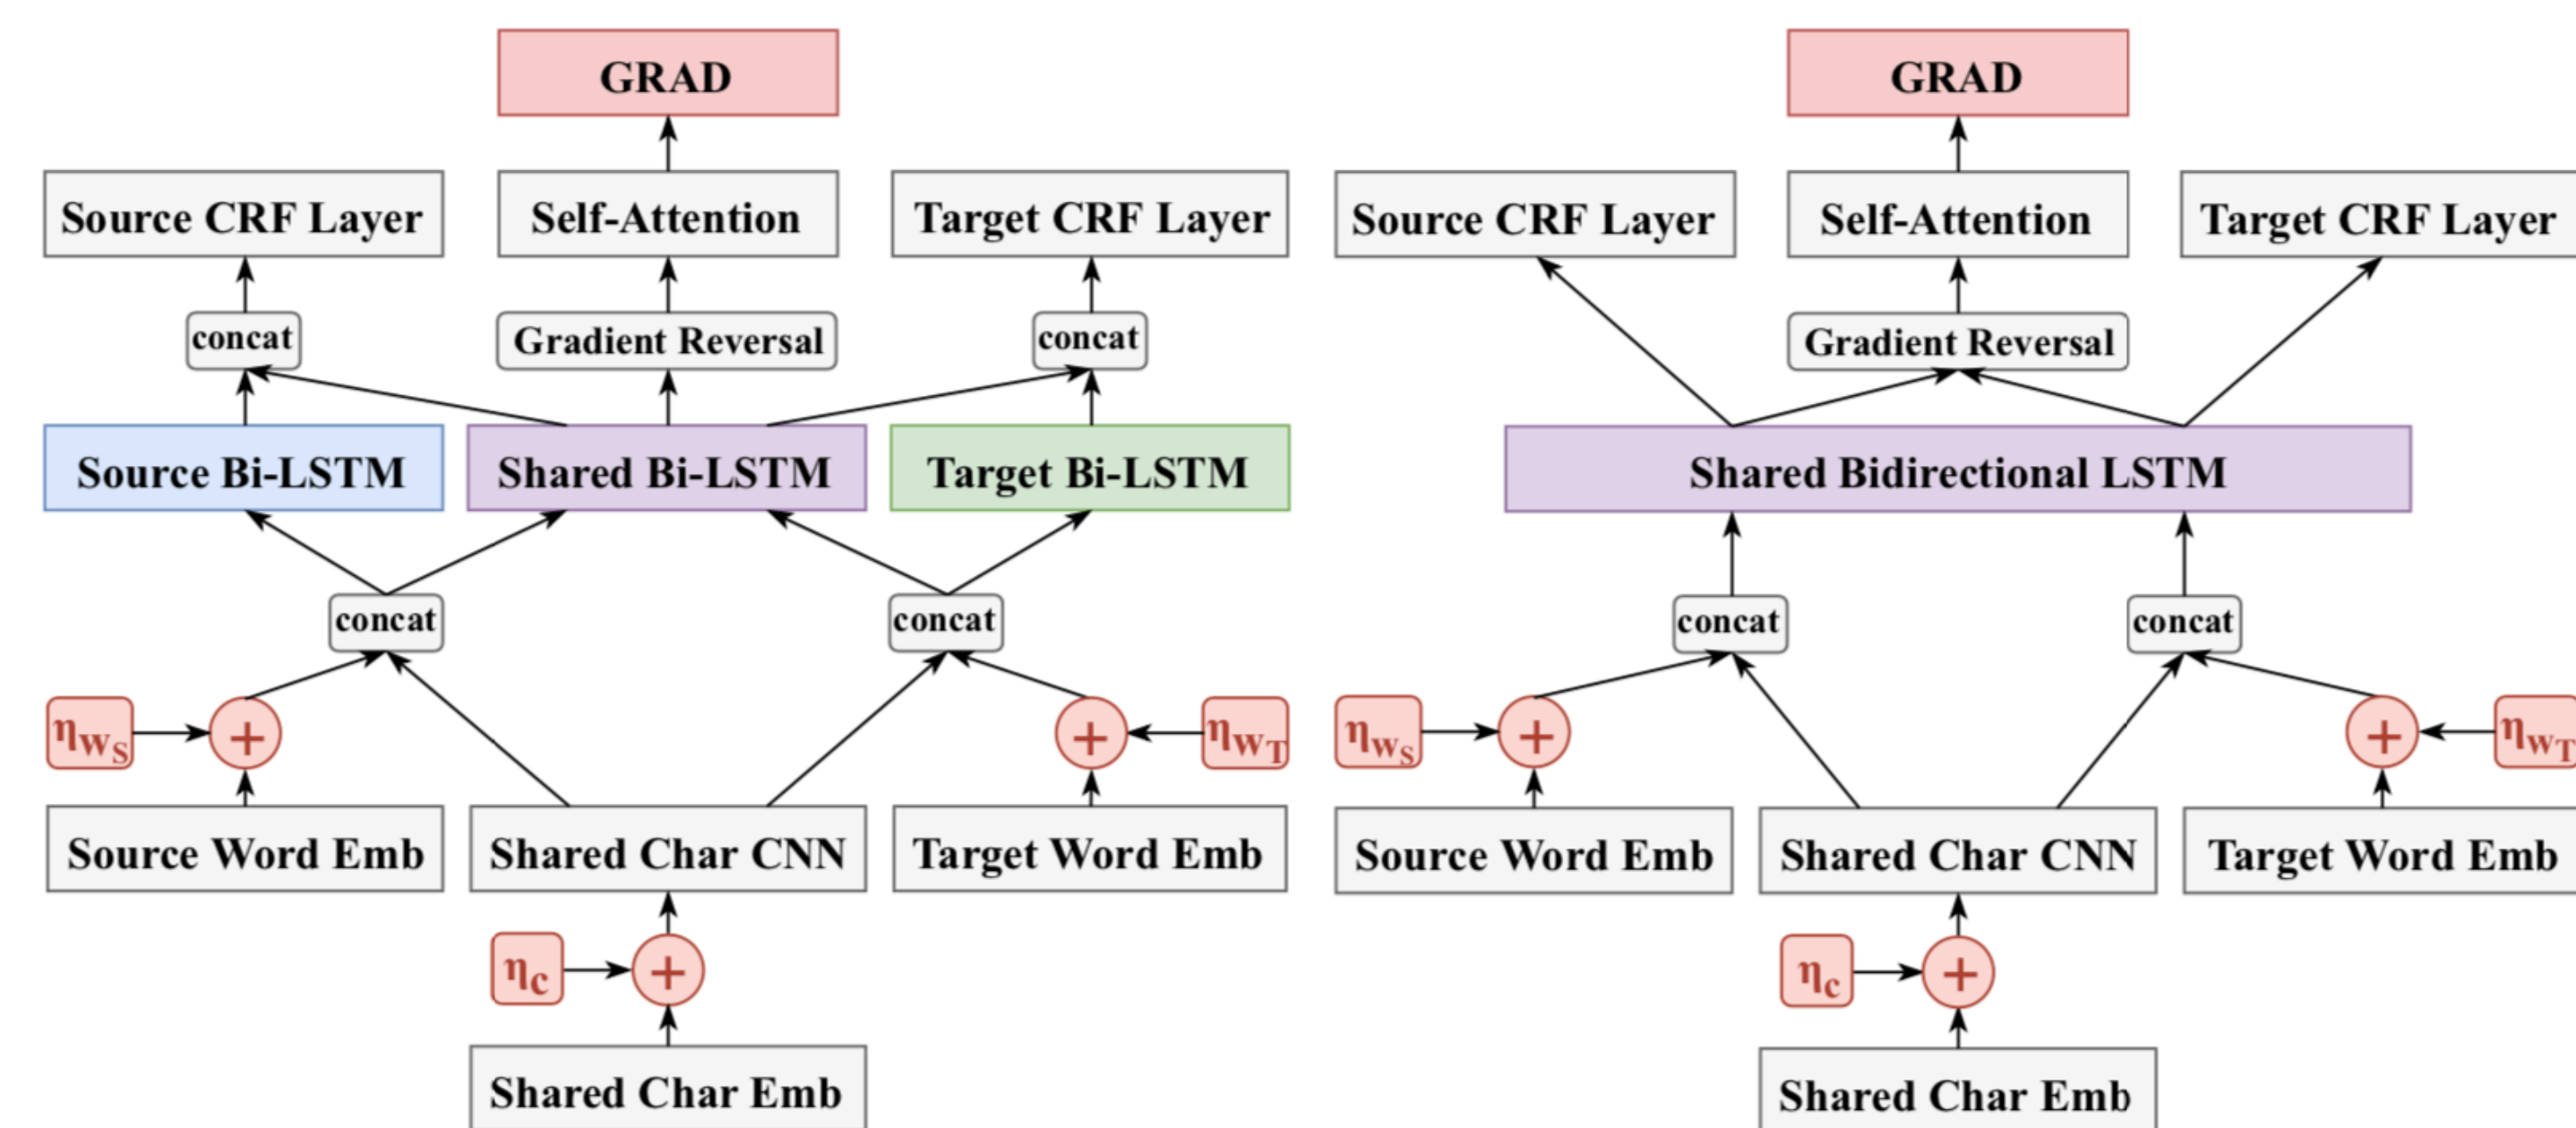 GRAD
Source CRF Layer
Self-Attention
Target CRF Layer
concat
Gradient Reversal
concat
Source Bi-LSTM
Shared Bi-LSTM
Target Bi-LSTM
concat
concat
ηwS
+
+
ηwT
Source Word Emb
Shared Char CNN
Target Word Emb
ηc
+
Shared Char Emb
GRAD
Source CRF Layer
Self-Attention
Target CRF Layer
Gradient Reversal
Shared Bidirectional LSTM
concat
concat
ηwS
+
+
ηwT
Source Word Emb
Shared Char CNN
Target Word Emb
ηc
+
Shared Char Emb